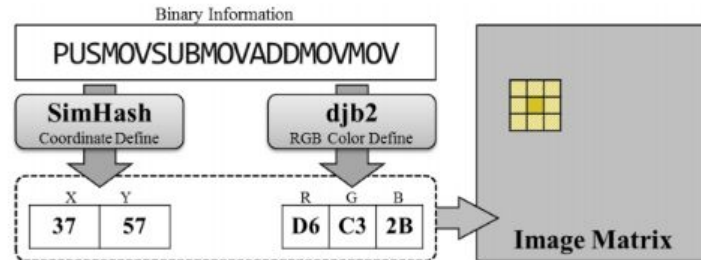 Binary Information
PUSMOVSUBMOVADDMOVMOV
SimHash
Coordinate Define
djb2
RGB Color Define
X Y
37 57
R G B
D6 C3 2B
Image Matrix